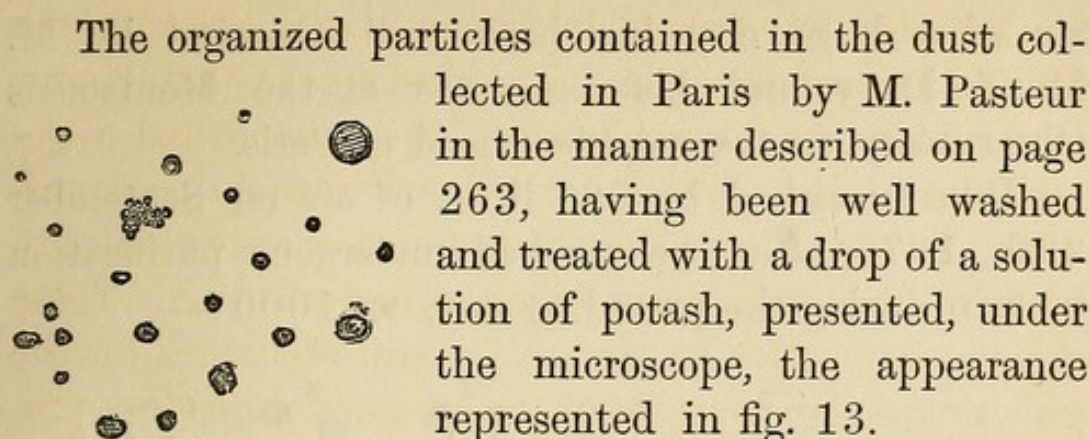 The organized particles contained in the dust col-
lected in Paris by M. Pasteur
in the manner described on page
263, having been well washed
and treated with a drop of a solu-
tion of potash, presented, under
the microscope, the appearance
represented in fig. 13.